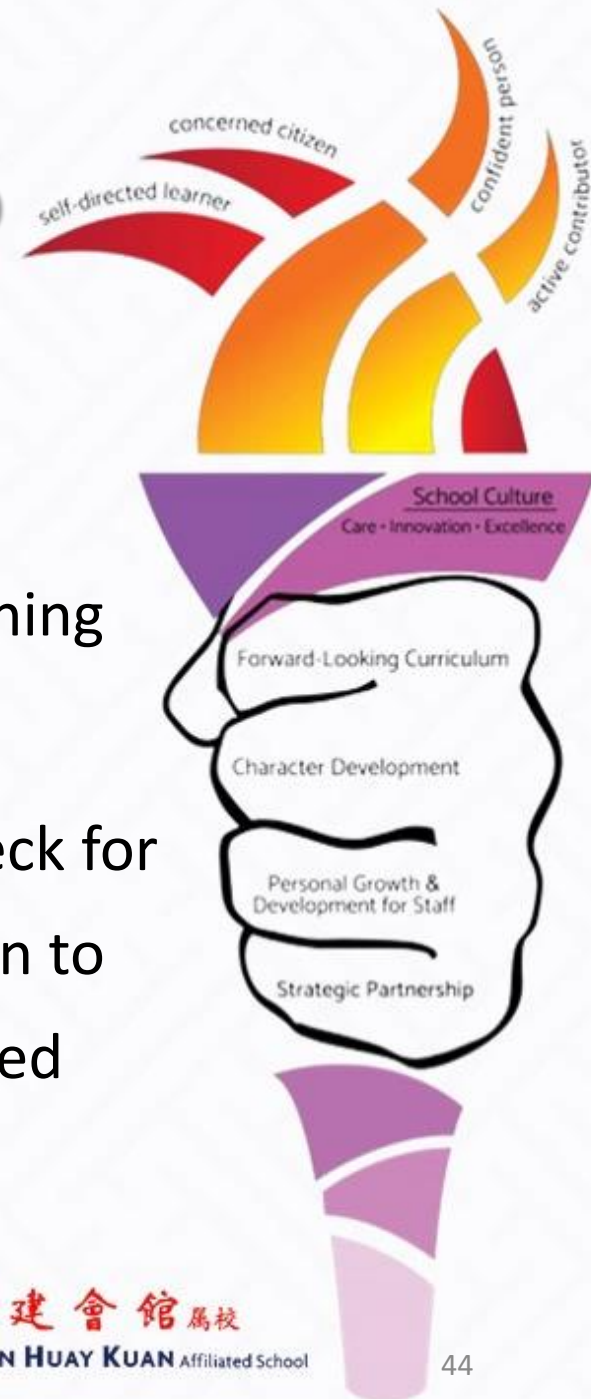 concerned citizen
self-directed learner
confident person
active contributor
School Culture
Care • Innovation • Excellence
Forward-Looking Curriculum
Character Development
Personal Growth &
Development for Staff
Strategic Partnership
ning
eck for
n to
ed
建會館属校
N HUAY KUAN Affiliated School
44